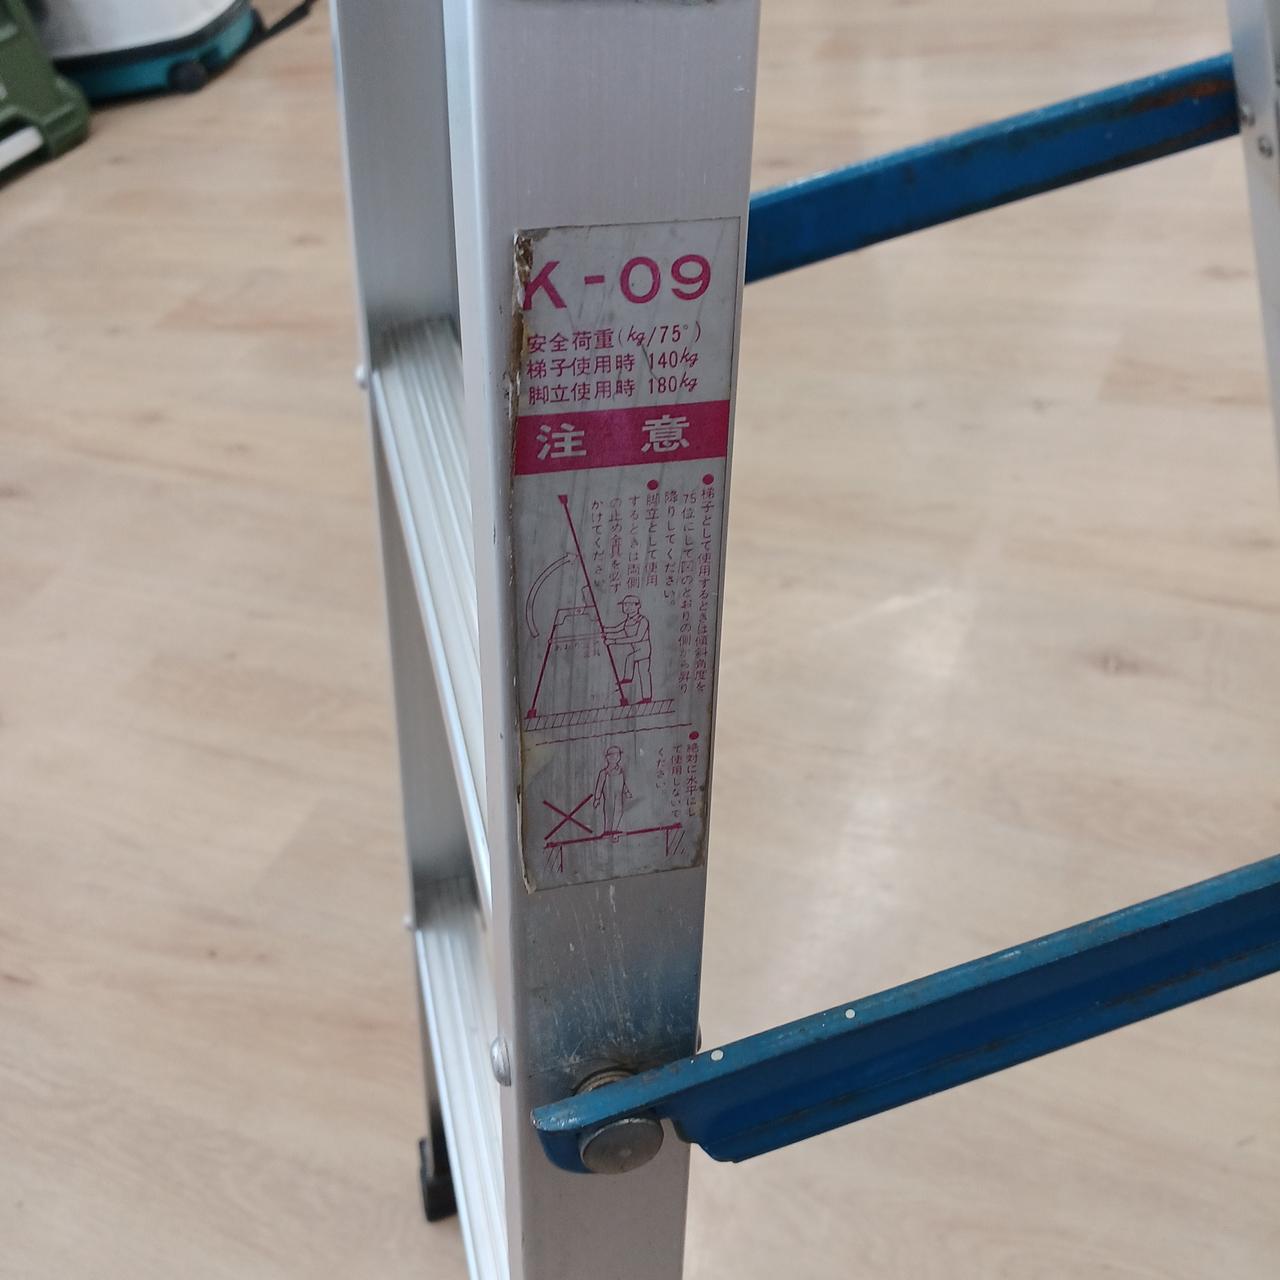 K-09
安全荷重(kg/75°)
梯子使用時 140kg
脚立使用時 180kg
注意
●梯子として使用するときは傾斜角度を
75位にして図のとおりの側から昇り
降りしてください。
●脚立として使用
するときは両側
の止め金具を必ず
かけてください。
●絶対に水平にし
て使用しないで
ください